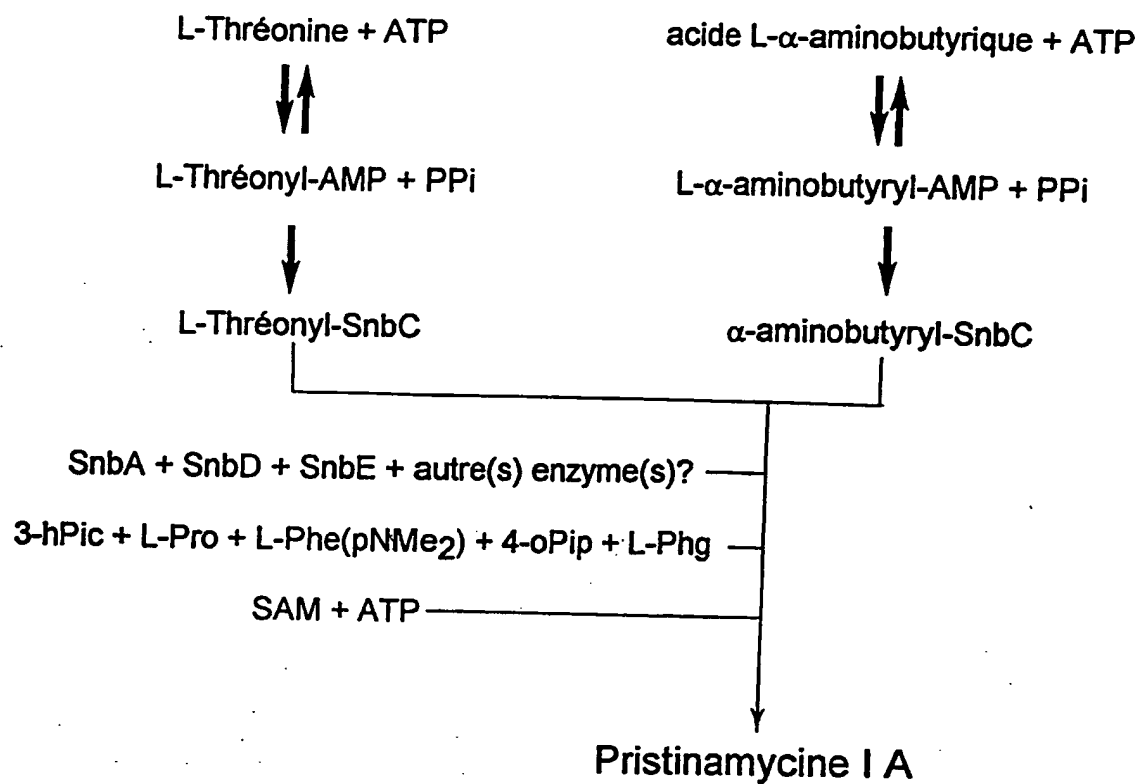 L-Thréonine + ATP
acide L-α-aminobutyrique + ATP
L-Thréonyl-AMP + PPi
L-α-aminobutyryl-AMP + PPi
L-Thréonyl-SnbC
α-aminobutyryl-SnbC
SnbA + SnbD + SnbE + autre(s) enzyme(s)?
3-hPic + L-Pro + L-Phe(pNMe2) + 4-oPip + L-Phg
SAM + ATP
Pristinamycine I A